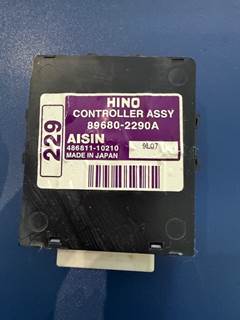 229
HINO
CONTROLLER ASSY
89680-2290A
AISIN
486811-10210
9L07
MADE IN JAPAN